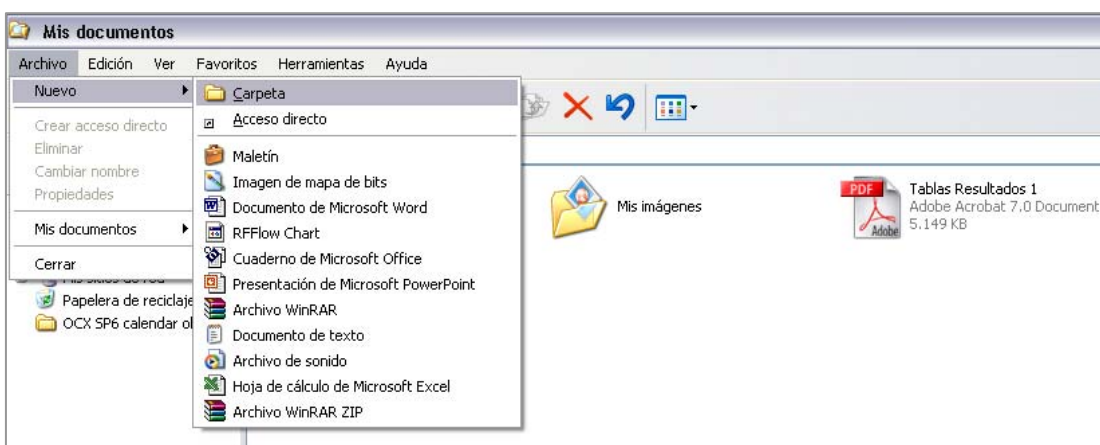 Mis documentos
Archivo Edición Ver Favoritos Herramientas Ayuda
Nuevo
Crear acceso directo
Eliminar
Cambiar nombre
Propiedades
Mis documentos
Cerrar
Carpeta
Acceso directo
Maletín
Imagen de mapa de bits
Documento de Microsoft Word
RFFlow Chart
Cuaderno de Microsoft Office
Presentación de Microsoft PowerPoint
Archivo WinRAR
Documento de texto
Archivo de sonido
Hoja de cálculo de Microsoft Excel
Archivo WinRAR ZIP
Mis sitios de red
Papelera de reciclaje
OCX SP6 calendar ol
Mis imágenes
PDF
Adobe
Tablas Resultados 1
Adobe Acrobat 7.0 Document
5.149 KB